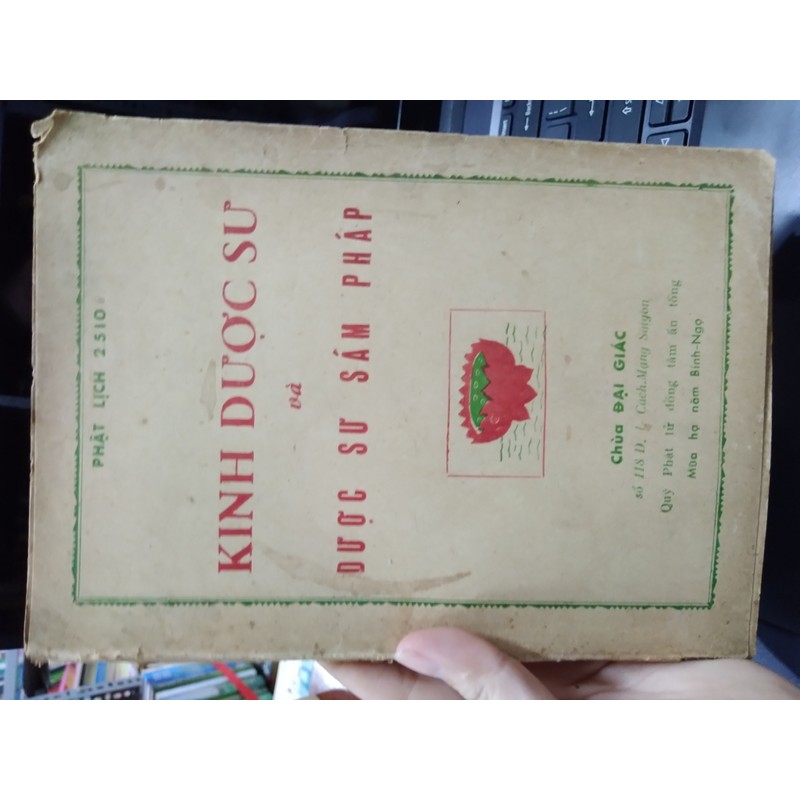 PHẬT LỊCH 2510
KINH DƯỢC SƯ
và
DƯỢC SƯ SÁM PHÁP
Chùa ĐẠI GIÁC
số 118 D, lý Cách-Mạng Saigon
Quý Phật tử đồng tâm ấn tống
Mùa hạ năm Bính-Ngọ